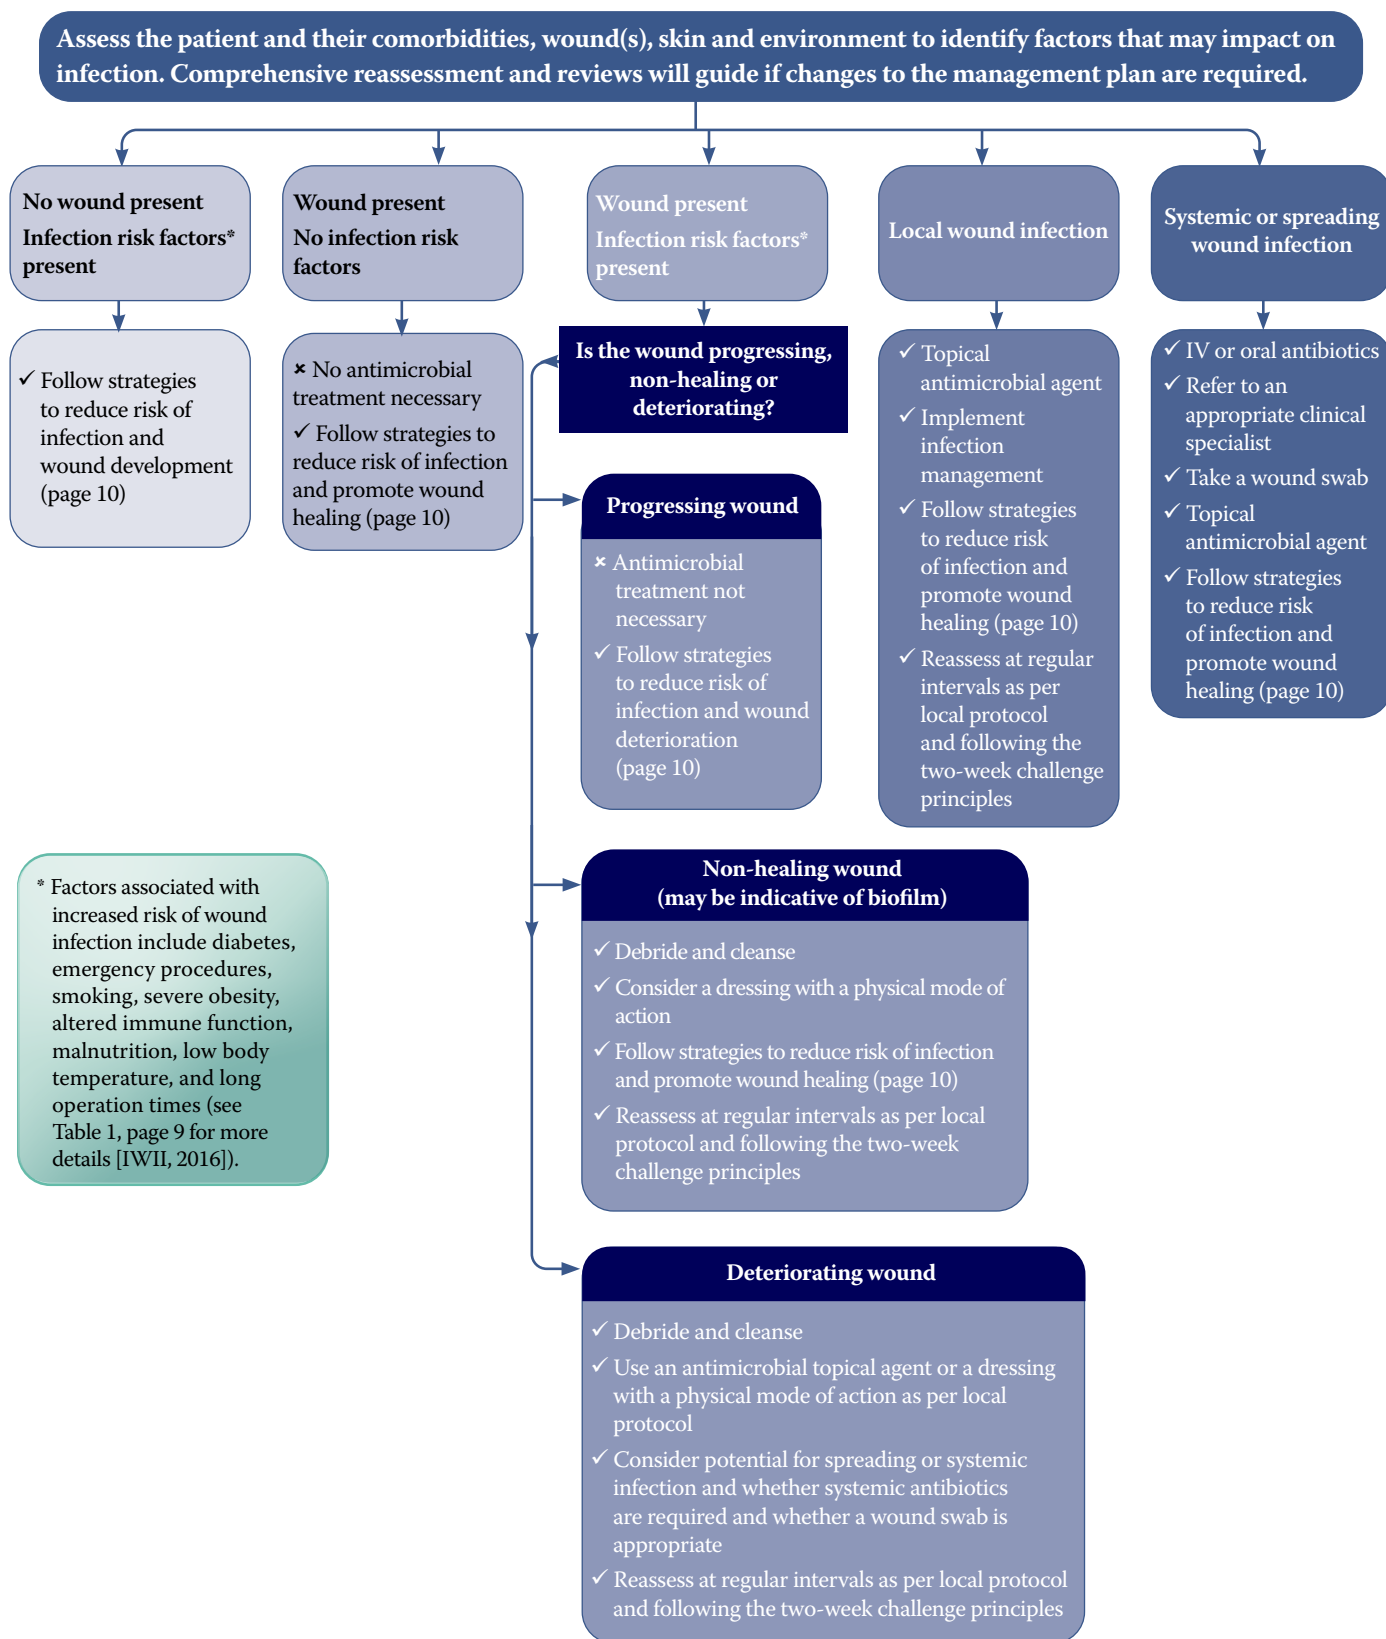 Assess the patient and their comorbidities, wound(s), skin and environment to identify factors that may impact on
infection. Comprehensive reassessment and reviews will guide if changes to the management plan are required.
No wound present
Infection risk factors*
present
✓ Follow strategies
to reduce risk of
infection and
wound development
(page 10)
Wound present
No infection risk
factors
✗ No antimicrobial
treatment necessary
✓ Follow strategies to
reduce risk of infection
and promote wound
healing (page 10)
Wound present
Infection risk factors*
present
Is the wound progressing,
non-healing or
deteriorating?
Progressing wound
✗ Antimicrobial
treatment not
necessary
✓ Follow strategies
to reduce risk of
infection and wound
deterioration
(page 10)
Non-healing wound
(may be indicative of biofilm)
✓ Debride and cleanse
✓ Consider a dressing with a physical mode of
action
✓ Follow strategies to reduce risk of infection
and promote wound healing (page 10)
✓ Reassess at regular intervals as per local
protocol and following the two-week
challenge principles
Deteriorating wound
✓ Debride and cleanse
✓ Use an antimicrobial topical agent or a dressing
with a physical mode of action as per local
protocol
✓ Consider potential for spreading or systemic
infection and whether systemic antibiotics
are required and whether a wound swab is
appropriate
✓ Reassess at regular intervals as per local protocol
and following the two-week challenge principles
Local wound infection
✓ Topical
antimicrobial agent
✓ Implement
infection
management
✓ Follow strategies
to reduce risk
of infection and
promote wound
healing (page 10)
✓ Reassess at regular
intervals as per
local protocol
and following the
two-week challenge
principles
Systemic or spreading
wound infection
✓ IV or oral antibiotics
✓ Refer to an
appropriate clinical
specialist
✓ Take a wound swab
✓ Topical
antimicrobial agent
✓ Follow strategies
to reduce risk
of infection and
promote wound
healing (page 10)
* Factors associated with
increased risk of wound
infection include diabetes,
emergency procedures,
smoking, severe obesity,
altered immune function,
malnutrition, low body
temperature, and long
operation times (see
Table 1, page 9 for more
details [IWII, 2016]).